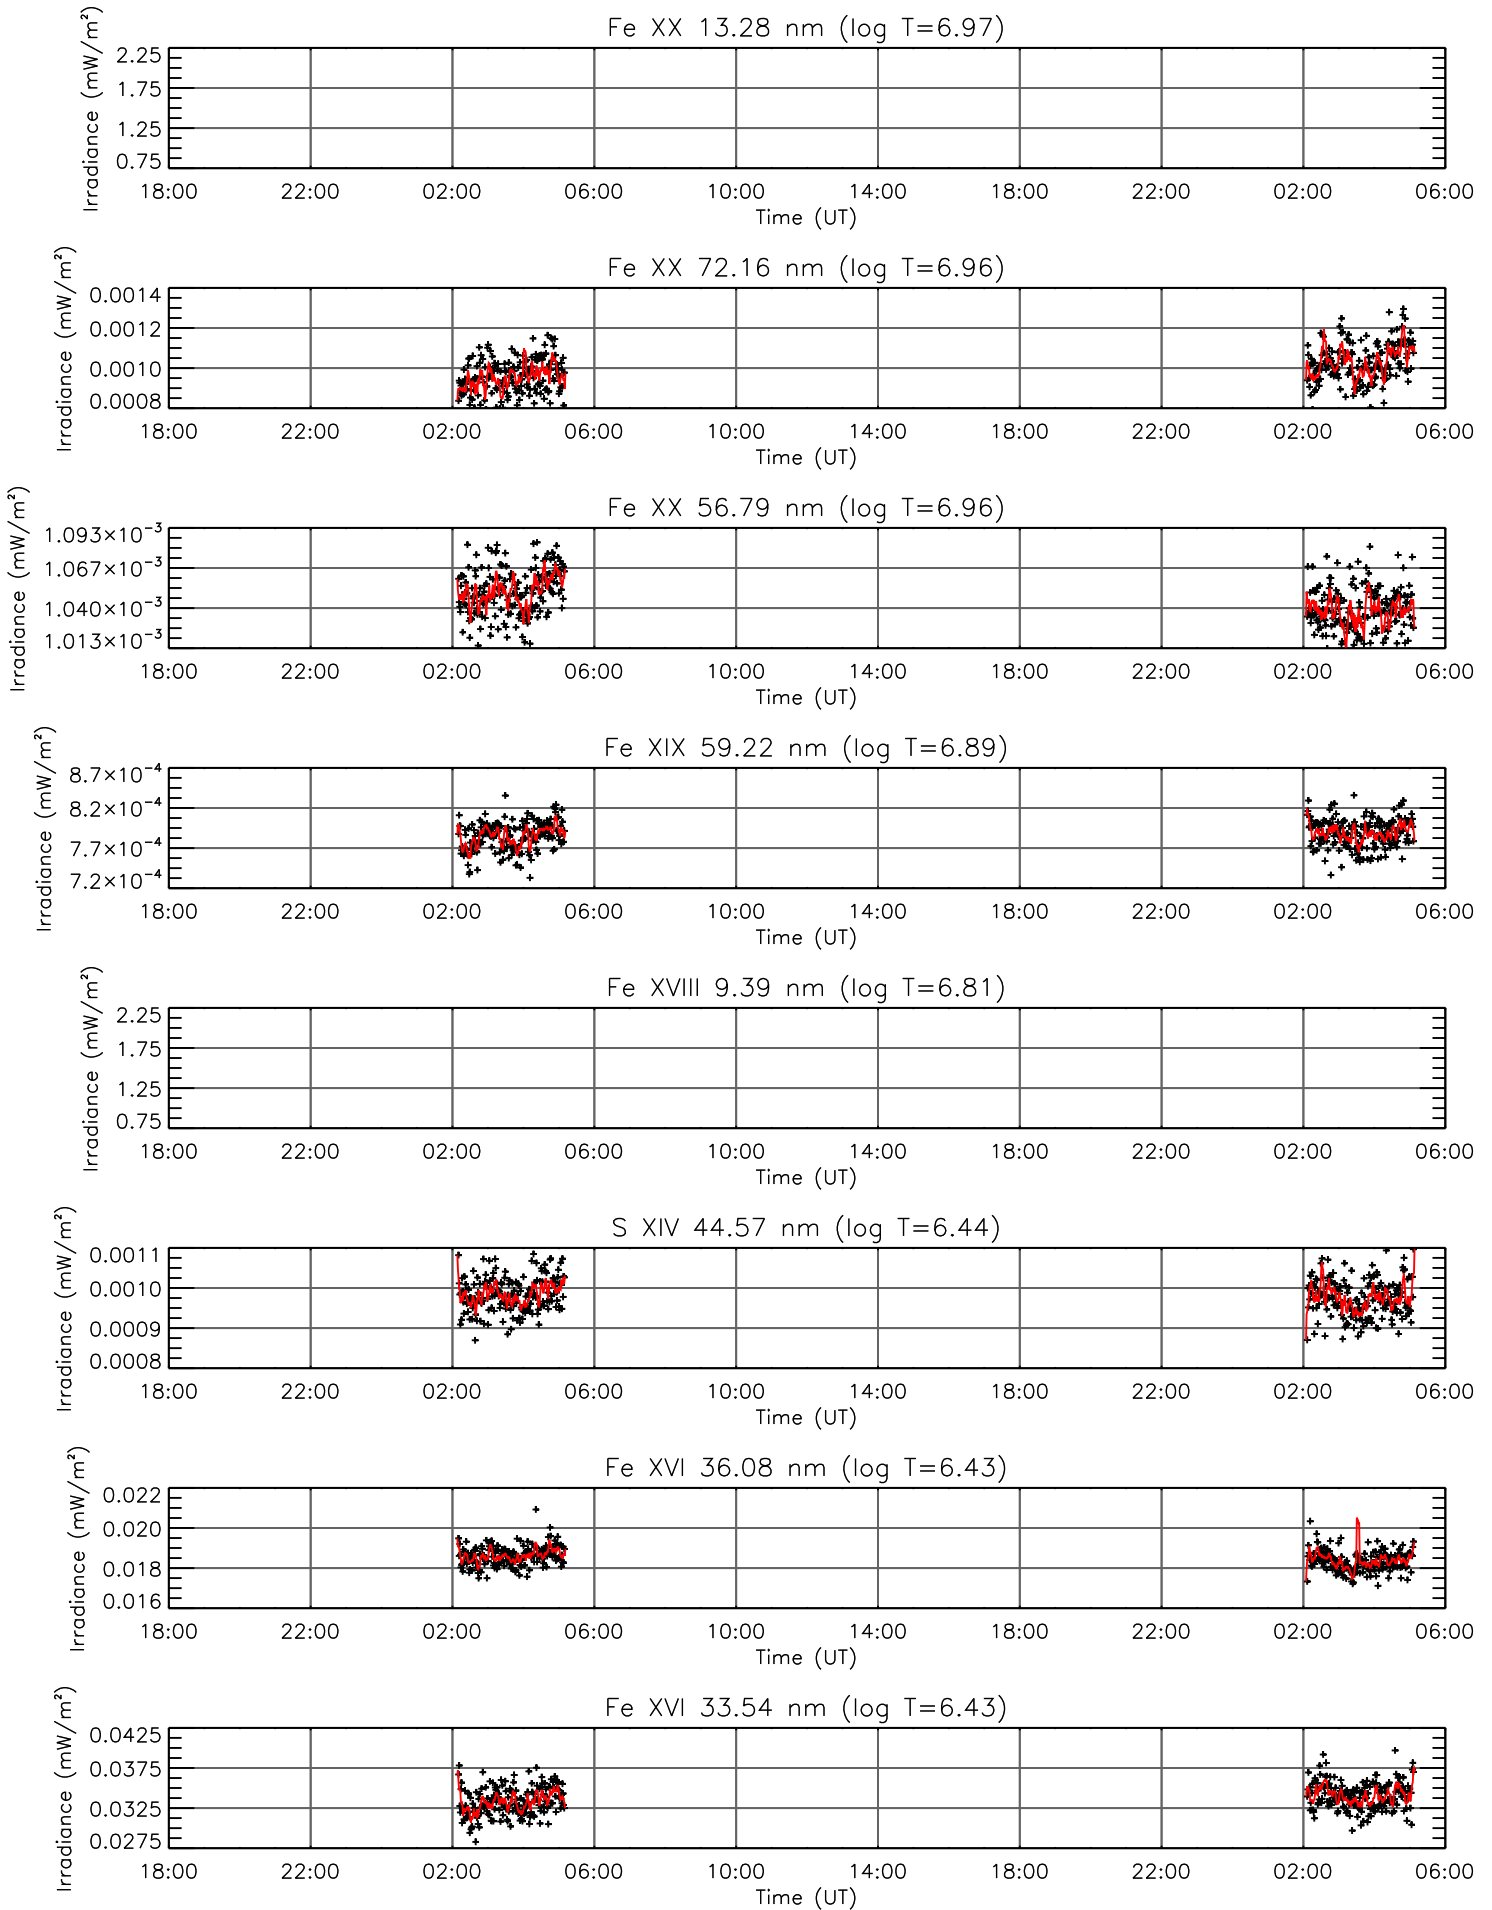 Fe XX 13.28 nm (log T=6.97)
Irradiance (mW/m²)
2.25
1.75
1.25
0.75
18:00 22:00 02:00 06:00 10:00 14:00 18:00 22:00 02:00 06:00
Time (UT)
Fe XX 72.16 nm (log T=6.96)
Irradiance (mW/m²)
0.0014
0.0012
0.0010
0.0008
18:00 22:00 02:00 06:00 10:00 14:00 18:00 22:00 02:00 06:00
Time (UT)
Fe XX 56.79 nm (log T=6.96)
Irradiance (mW/m²)
1.093×10⁻³
1.067×10⁻³
1.040×10⁻³
1.013×10⁻³
18:00 22:00 02:00 06:00 10:00 14:00 18:00 22:00 02:00 06:00
Time (UT)
Fe XIX 59.22 nm (log T=6.89)
Irradiance (mW/m²)
8.7×10⁻⁴
8.2×10⁻⁴
7.7×10⁻⁴
7.2×10⁻⁴
18:00 22:00 02:00 06:00 10:00 14:00 18:00 22:00 02:00 06:00
Time (UT)
Fe XVIII 9.39 nm (log T=6.81)
Irradiance (mW/m²)
2.25
1.75
1.25
0.75
18:00 22:00 02:00 06:00 10:00 14:00 18:00 22:00 02:00 06:00
Time (UT)
S XIV 44.57 nm (log T=6.44)
Irradiance (mW/m²)
0.0011
0.0010
0.0009
0.0008
18:00 22:00 02:00 06:00 10:00 14:00 18:00 22:00 02:00 06:00
Time (UT)
Fe XVI 36.08 nm (log T=6.43)
Irradiance (mW/m²)
0.022
0.020
0.018
0.016
18:00 22:00 02:00 06:00 10:00 14:00 18:00 22:00 02:00 06:00
Time (UT)
Fe XVI 33.54 nm (log T=6.43)
Irradiance (mW/m²)
0.0425
0.0375
0.0325
0.0275
18:00 22:00 02:00 06:00 10:00 14:00 18:00 22:00 02:00 06:00
Time (UT)